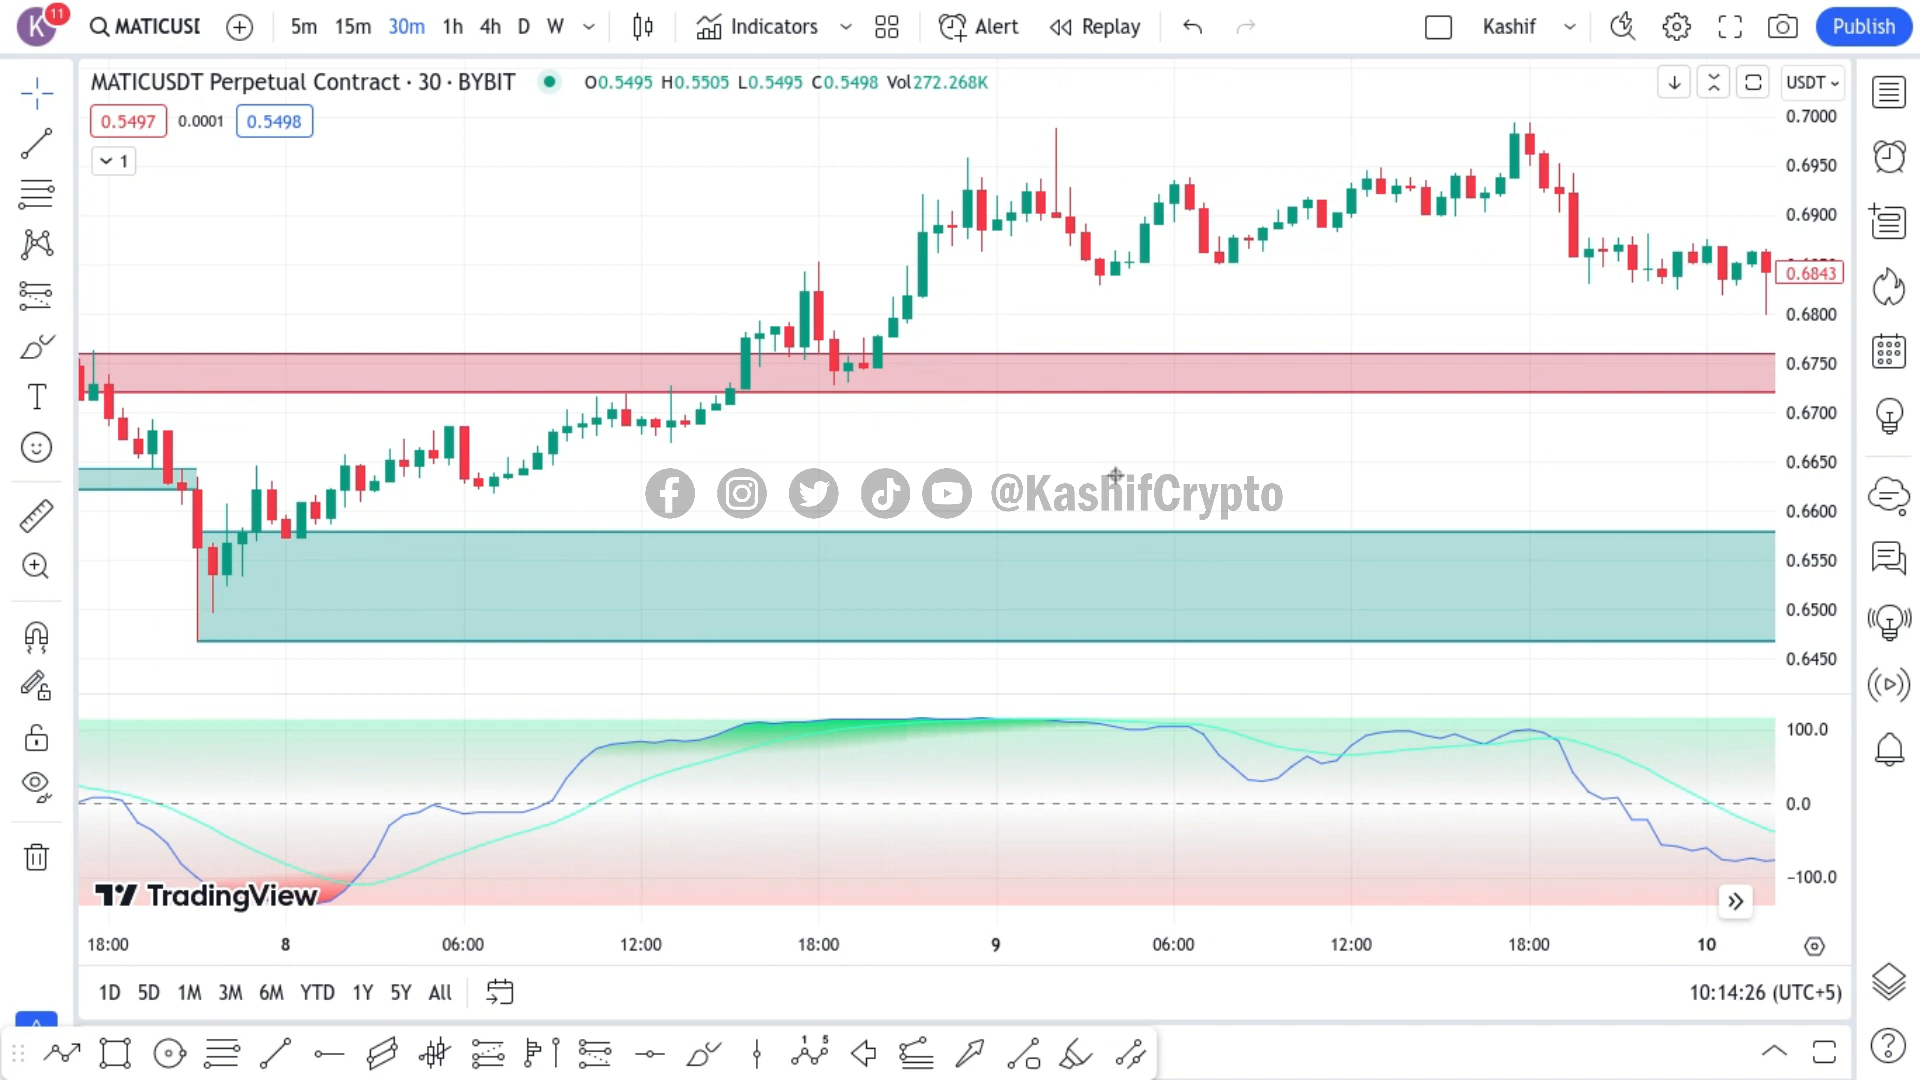 K 11 MATICUSI 5m 15m 30m 1h 4h D W Indicators Alert Replay Kashif Publish
MATICUSDT Perpetual Contract · 30 · BYBIT O0.5495 H0.5505 L0.5495 C0.5498 Vol272.268K USDT
0.5497 0.0001 0.5498
1
0.7000
0.6950
0.6900
0.6843
0.6800
0.6750
0.6700
0.6650
@KashifCrypto
0.6600
0.6550
0.6500
0.6450
100.0
0.0
-100.0
TradingView
18:00 8 06:00 12:00 18:00 9 06:00 12:00 18:00 10
1D 5D 1M 3M 6M YTD 1Y 5Y All 10:14:26 (UTC+5)
1 5